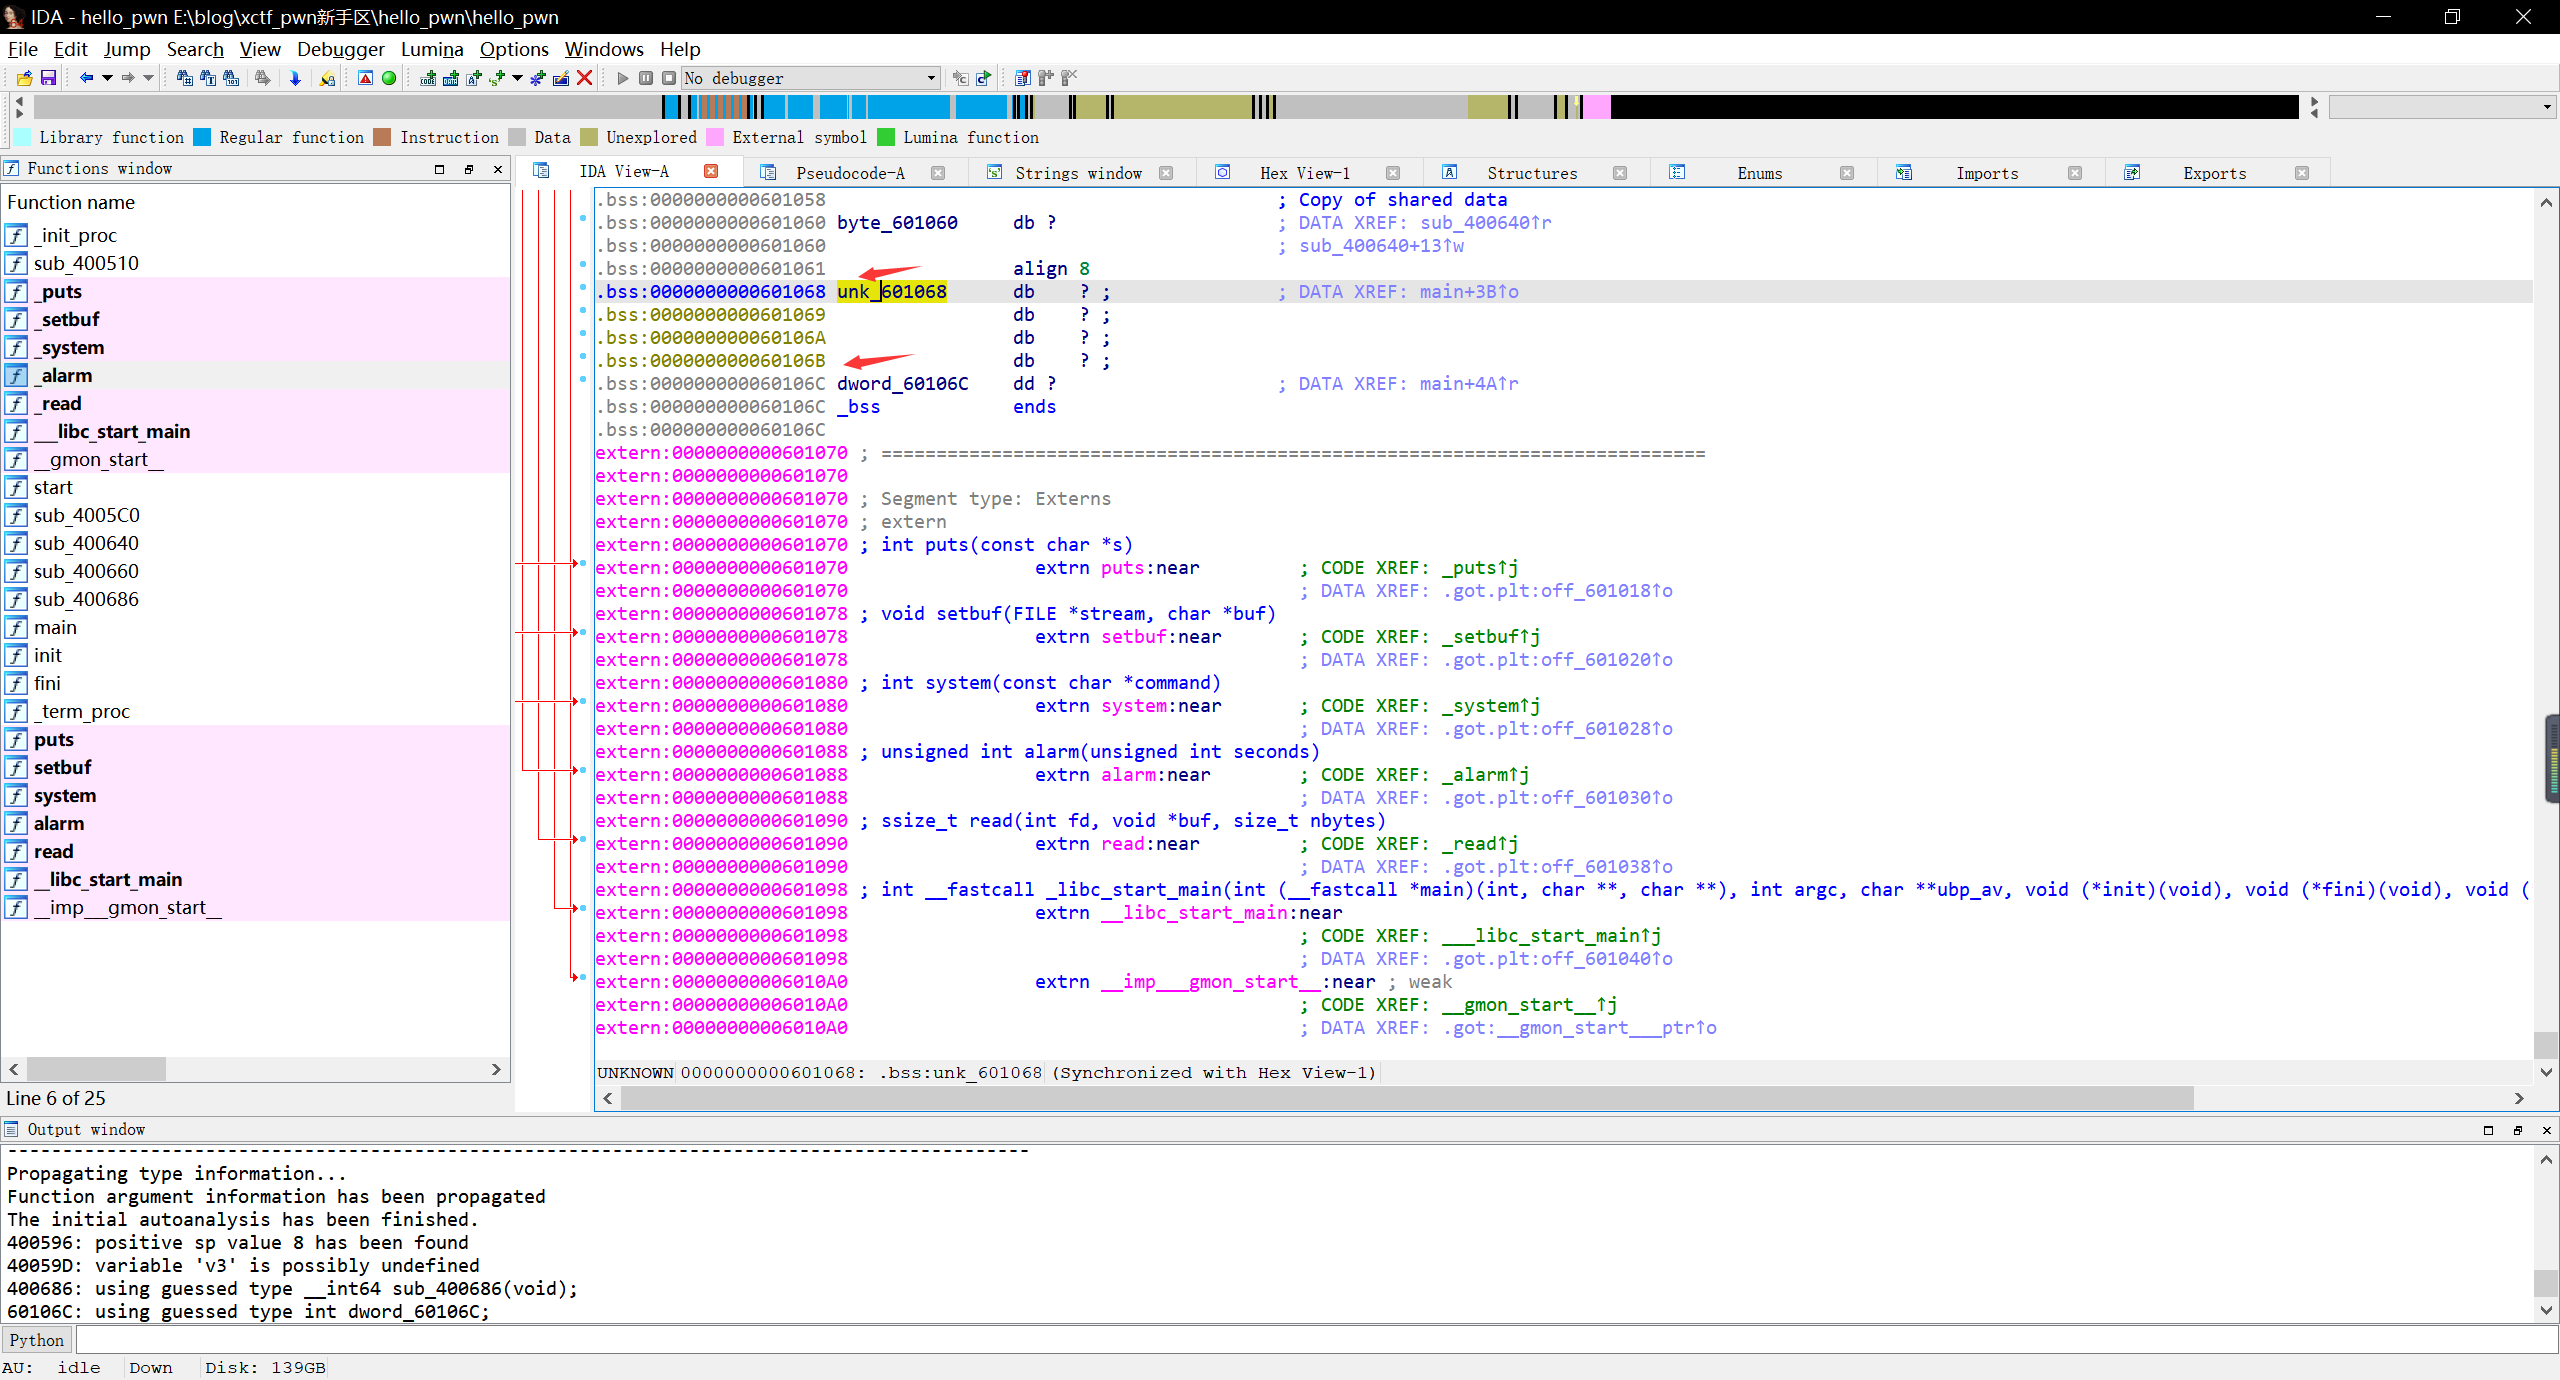 IDA - hello_pwn E:\blog\xctf_pwn新手区\hello_pwn\hello_pwn
File Edit Jump Search View Debugger Lumina Options Windows Help
No debugger
Library function Regular function Instruction Data Unexplored External symbol Lumina function
Functions window
Function name
_init_proc
sub_400510
_puts
_setbuf
_system
_alarm
_read
__libc_start_main
__gmon_start__
start
sub_4005C0
sub_400640
sub_400660
sub_400686
main
init
fini
_term_proc
puts
setbuf
system
alarm
read
__libc_start_main
__imp___gmon_start__
Line 6 of 25
IDA View-A Pseudocode-A Strings window Hex View-1 Structures Enums Imports Exports
.bss:0000000000601058 ; Copy of shared data
.bss:0000000000601060 byte_601060 db ? ; DATA XREF: sub_400640↑r
.bss:0000000000601060 ; sub_400640+13↑w
.bss:0000000000601061 align 8
.bss:0000000000601068 unk_601068 db ? ; ; DATA XREF: main+3B↑o
.bss:0000000000601069 db ? ;
.bss:000000000060106A db ? ;
.bss:000000000060106B db ? ;
.bss:000000000060106C dword_60106C dd ? ; DATA XREF: main+4A↑r
.bss:000000000060106C _bss ends
.bss:000000000060106C
extern:0000000000601070 ; ===========================================================================
extern:0000000000601070
extern:0000000000601070 ; Segment type: Externs
extern:0000000000601070 ; extern
extern:0000000000601070 ; int puts(const char *s)
extern:0000000000601070 extrn puts:near ; CODE XREF: _puts↑j
extern:0000000000601070 ; DATA XREF: .got.plt:off_601018↑o
extern:0000000000601078 ; void setbuf(FILE *stream, char *buf)
extern:0000000000601078 extrn setbuf:near ; CODE XREF: _setbuf↑j
extern:0000000000601078 ; DATA XREF: .got.plt:off_601020↑o
extern:0000000000601080 ; int system(const char *command)
extern:0000000000601080 extrn system:near ; CODE XREF: _system↑j
extern:0000000000601080 ; DATA XREF: .got.plt:off_601028↑o
extern:0000000000601088 ; unsigned int alarm(unsigned int seconds)
extern:0000000000601088 extrn alarm:near ; CODE XREF: _alarm↑j
extern:0000000000601088 ; DATA XREF: .got.plt:off_601030↑o
extern:0000000000601090 ; ssize_t read(int fd, void *buf, size_t nbytes)
extern:0000000000601090 extrn read:near ; CODE XREF: _read↑j
extern:0000000000601090 ; DATA XREF: .got.plt:off_601038↑o
extern:0000000000601098 ; int __fastcall _libc_start_main(int (__fastcall *main)(int, char **, char **), int argc, char **ubp_av, void (*init)(void), void (*fini)(void), void (
extern:0000000000601098 extrn __libc_start_main:near
extern:0000000000601098 ; CODE XREF: ___libc_start_main↑j
extern:0000000000601098 ; DATA XREF: .got.plt:off_601040↑o
extern:00000000006010A0 extrn __imp___gmon_start__:near ; weak
extern:00000000006010A0 ; CODE XREF: __gmon_start__↑j
extern:00000000006010A0 ; DATA XREF: .got:__gmon_start___ptr↑o
UNKNOWN 0000000000601068: .bss:unk_601068 (Synchronized with Hex View-1)
Output window
---------------------------------------------------------------------------------------------
Propagating type information...
Function argument information has been propagated
The initial autoanalysis has been finished.
400596: positive sp value 8 has been found
40059D: variable 'v3' is possibly undefined
400686: using guessed type __int64 sub_400686(void);
60106C: using guessed type int dword_60106C;
Python
AU: idle Down Disk: 139GB